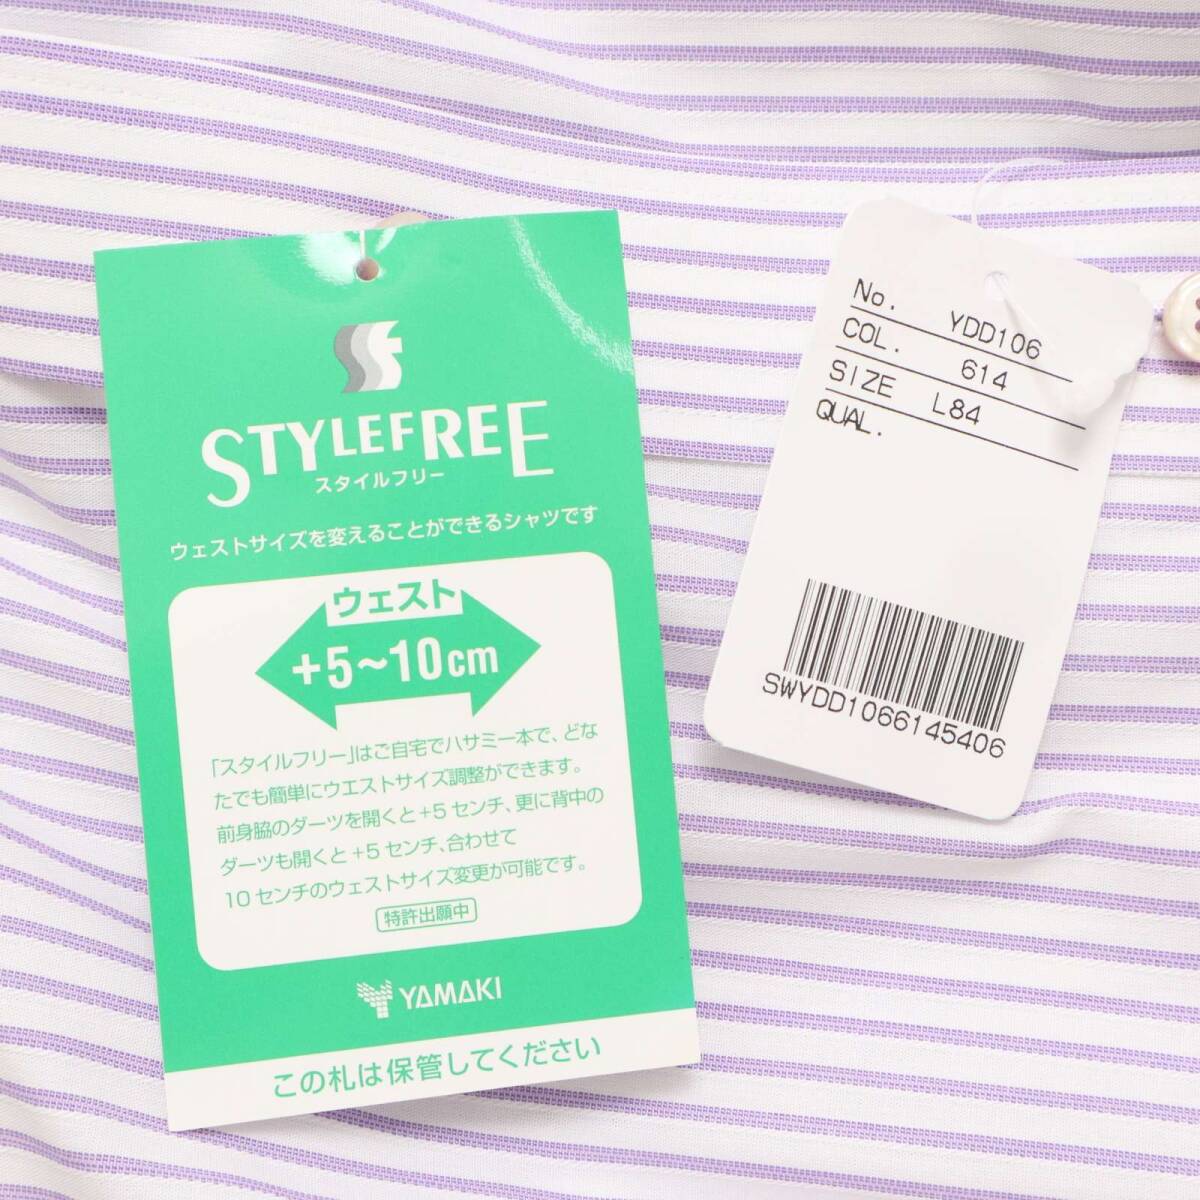 STYLEFREE
スタイルフリー
ウェストサイズを変えることができるシャツです
ウェスト
+5~10cm
「スタイルフリー」はご自宅でハサミ一本で、どな
たでも簡単にウエストサイズ調整ができます。
前身脇のダーツを開くと+5センチ、更に背中の
ダーツも開くと+5センチ、合わせて
10センチのウェストサイズ変更が可能です。
特許出願中
YAMAKI
この札は保管してください
No. YDD106
COL. 614
SIZE L84
QUAL.
SWYDD1066145406